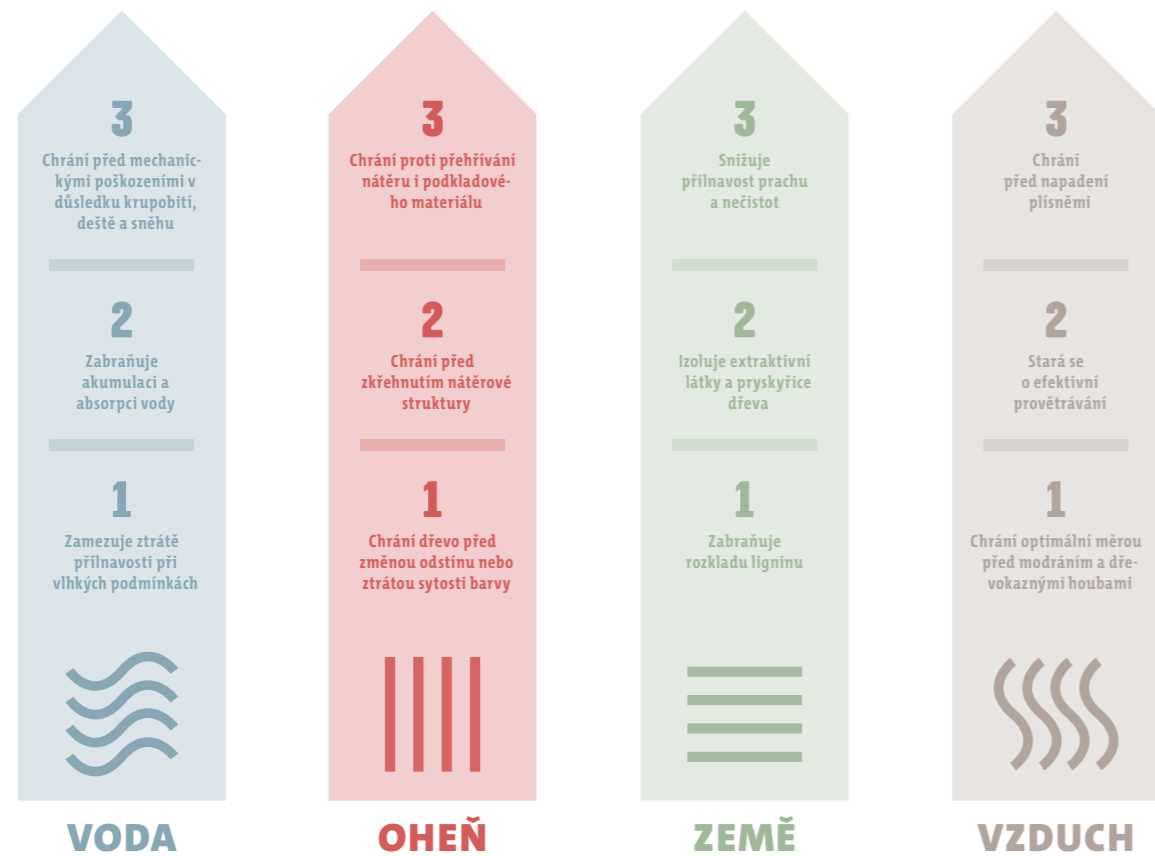 3
Chrání před mechanic-
kými poškozeními v
důsledku krupobití,
deště a sněhu
2
Zabraňuje
akumulaci a
absorpci vody
1
Zamezuje ztrátě
přilnavosti při
vlhkých podmínkách
VODA
3
Chrání proti přehřívání
nátěru i podkladové-
ho materiálu
2
Chrání před
zkřehnutím nátěrové
struktury
1
Chrání dřevo před
změnou odstínu nebo
ztrátou sytosti barvy
OHEŇ
3
Snižuje
přilnavost prachu
a nečistot
2
Izoluje extraktivní
látky a pryskyřice
dřeva
1
Zabraňuje
rozkladu ligninu
ZEMĚ
3
Chrání
před napadení
plísněmi
2
Stará se
o efektivní
provětrávání
1
Chrání optimální měrou
před modráním a dře-
vokaznými houbami
VZDUCH